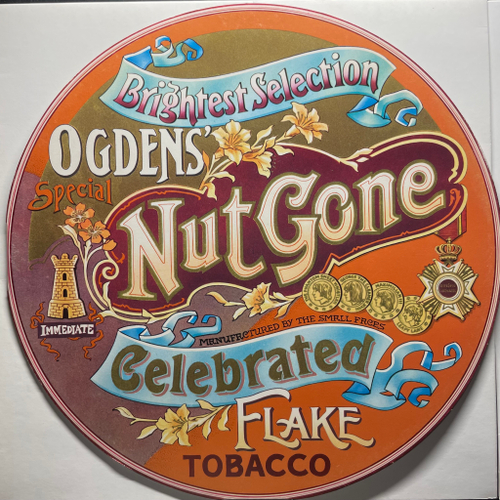 Brightest Selection
OGDENS'
Special
Nut Gone
IMMEDIATE
MANUFACTURED BY THE SMALL FACES
Celebrated
FLAKE
TOBACCO